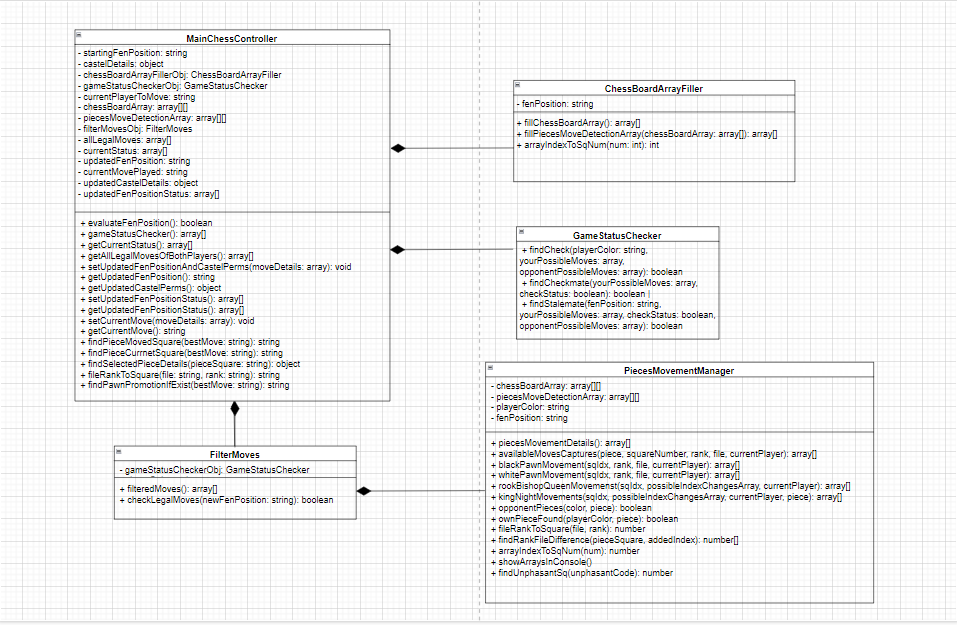 MainChessController
- startingFenPosition: string
- castelDetails: object
- chessBoardArrayFillerObj: ChessBoardArrayFiller
- gameStatusCheckerObj: GameStatusChecker
- currentPlayerToMove: string
- chessBoardArray: array[][]
- piecesMoveDetectionArray: array[][]
- filterMovesObj: FilterMoves
- allLegalMoves: array[]
- currentStatus: array[]
- updatedFenPosition: string
- currentMovePlayed: string
- updatedCastelDetails: object
- updatedFenPositionStatus: array[]
+ evaluateFenPosition(): boolean
+ gameStatusChecker(): array[]
+ getCurrentStatus(): array[]
+ getAllLegalMovesOfBothPlayers(): array[]
+ setUpdatedFenPositionAndCastelPerms(moveDetails: array): void
+ getUpdatedFenPosition(): string
+ getUpdatedCastelPerms(): object
+ setUpdatedFenPositionStatus(): array[]
+ getUpdatedFenPositionStatus(): array[]
+ setCurrentMove(moveDetails: array): void
+ getCurrentMove(): string
+ findPieceMovedSquare(bestMove: string): string
+ findPieceCurrnetSquare(bestMove: string): string
+ findSelectedPieceDetails(pieceSquare: string): object
+ fileRankToSquare(file: string, rank: string): string
+ findPawnPromotionIfExist(bestMove: string): string
ChessBoardArrayFiller
- fenPosition: string
+ fillChessBoardArray(): array[]
+ fillPiecesMoveDetectionArray(chessBoardArray: array[]): array[]
+ arrayIndexToSqNum(num: int): int
GameStatusChecker
+ findCheck(playerColor: string,
yourPossibleMoves: array,
opponentPossibleMoves: array): boolean
+ findCheckmate(yourPossibleMoves: array,
checkStatus: boolean): boolean |
+ findStalemate(fenPosition: string,
yourPossibleMoves: array, checkStatus: boolean,
opponentPossibleMoves: array): boolean
FilterMoves
- gameStatusCheckerObj: GameStatusChecker
+ filteredMoves(): array[]
+ checkLegalMoves(newFenPosition: string): boolean
PiecesMovementManager
- chessBoardArray: array[][]
- piecesMoveDetectionArray: array[][]
- playerColor: string
- fenPosition: string
+ piecesMovementDetails(): array[]
+ availableMovesCaptures(piece, squareNumber, rank, file, currentPlayer): array[]
+ blackPawnMovement(sqIdx, rank, file, currentPlayer): array[]
+ whitePawnMovement(sqIdx, rank, file, currentPlayer): array[]
+ rookBishopQueenMovemenst(sqIdx, possibleIndexChangesArray, currentPlayer): array[]
+ kingNightMovements(sqIdx, possibleIndexChangesArray, currentPlayer, piece): array[]
+ opponentPieces(color, piece): boolean
+ ownPieceFound(playerColor, piece): boolean
+ fileRankToSquare(file, rank): number
+ findRankFileDifference(pieceSquare, addedIndex): number[]
+ arrayIndexToSqNum(num): number
+ showArraysInConsole()
+ findUnphasantSq(unphasantCode): number